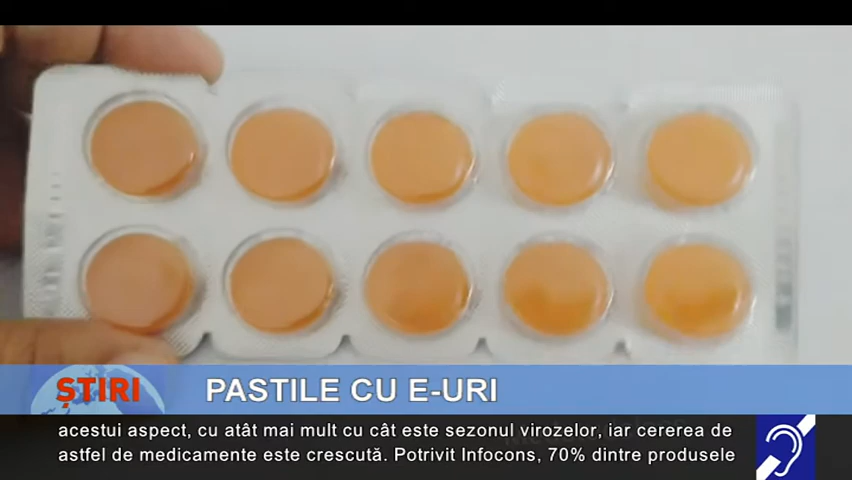 ȘTIRI
PASTILE CU E-URI
acestui aspect, cu atât mai mult cu cât este sezonul virozelor, iar cererea de
astfel de medicamente este crescută. Potrivit Infocons, 70% dintre produsele